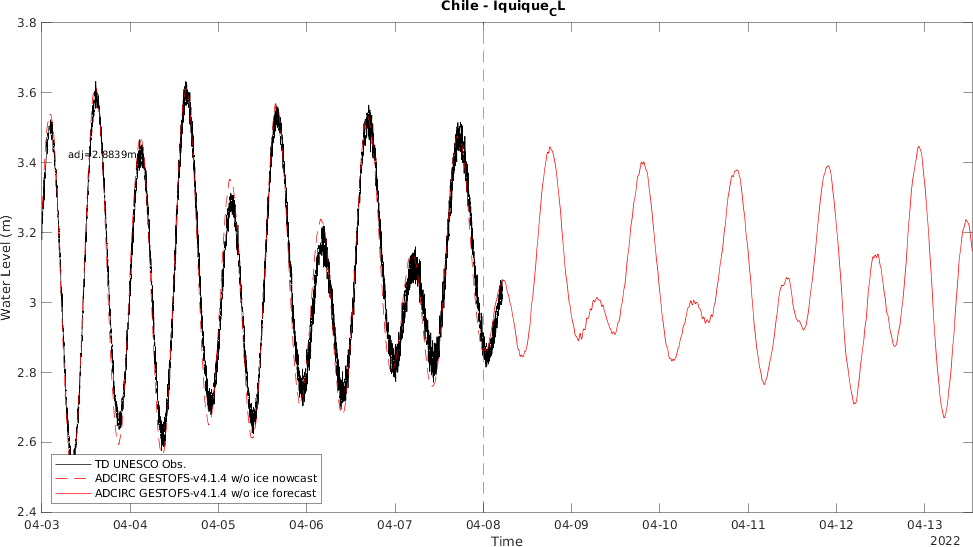 Chile - Iquique_CL
3.8
3.6
3.4
3.2
3
2.8
2.6
2.4
Water Level (m)
adj=2.8839m
TD UNESCO Obs.
ADCIRC GESTOFS-v4.1.4 w/o ice nowcast
ADCIRC GESTOFS-v4.1.4 w/o ice forecast
04-03 04-04 04-05 04-06 04-07 04-08 04-09 04-10 04-11 04-12 04-13
Time
2022